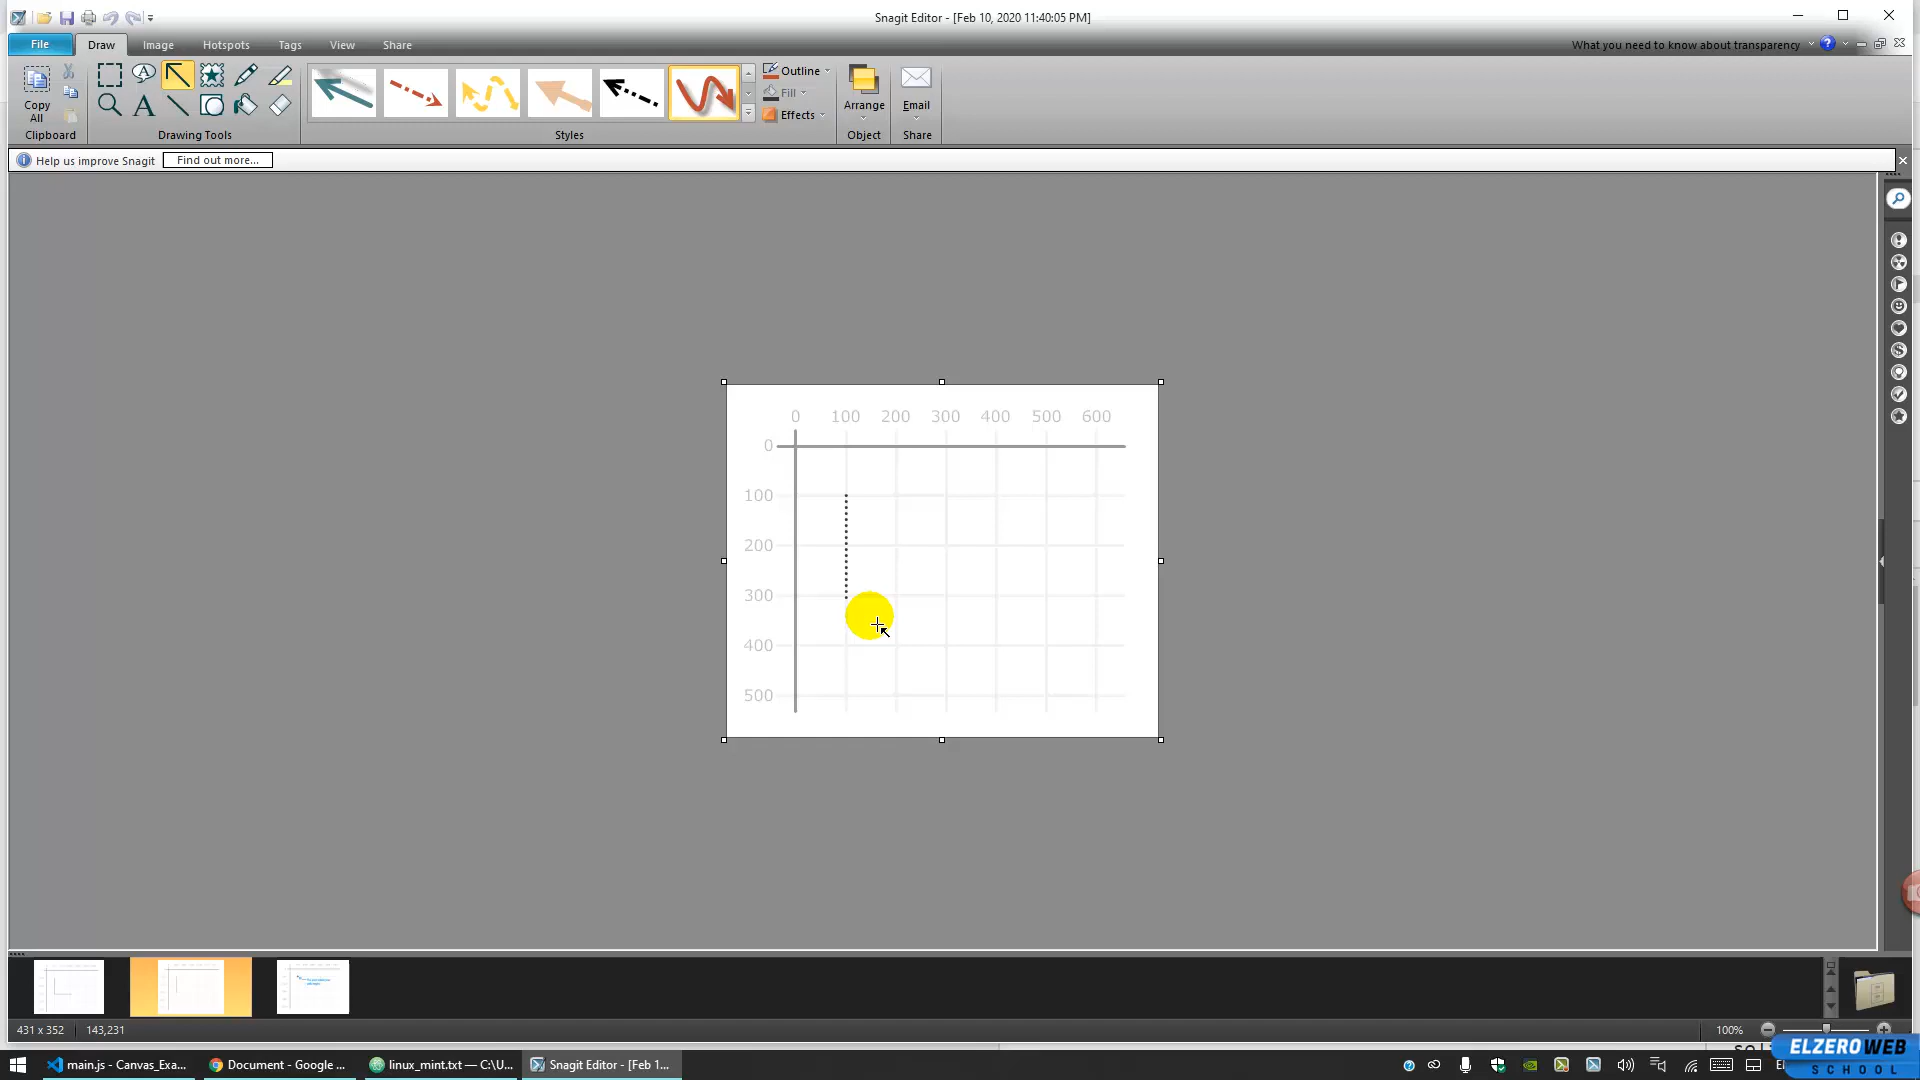 Snagit Editor - [Feb 10, 2020 11:40:05 PM]
File Draw Image Hotspots Tags View Share What you need to know about transparency
Copy All
Clipboard
Drawing Tools
Styles
Outline
Fill
Effects
Arrange
Object
Email
Share
Help us improve Snagit Find out more...
0 100 200 300 400 500 600
0
100
200
300
400
500
431 x 352 143,231 100%
main.js - Canvas_Exa... Document - Google ... linux_mint.txt — C:\U... Snagit Editor - [Feb 1...
ELZEROWEB
SCHOOL